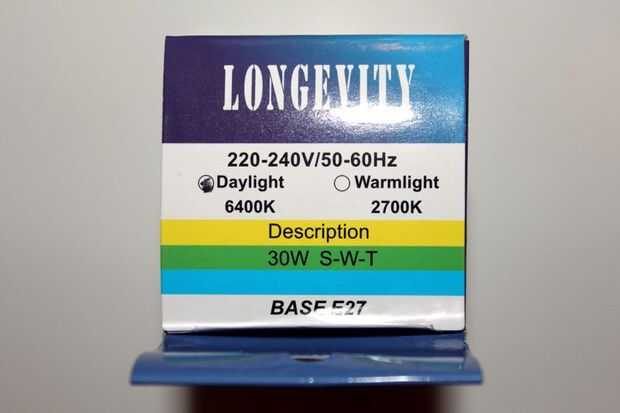 LONGEVITY
220-240V/50-60Hz
Daylight Warmlight
6400K 2700K
Description
30W S-W-T
BASE E27